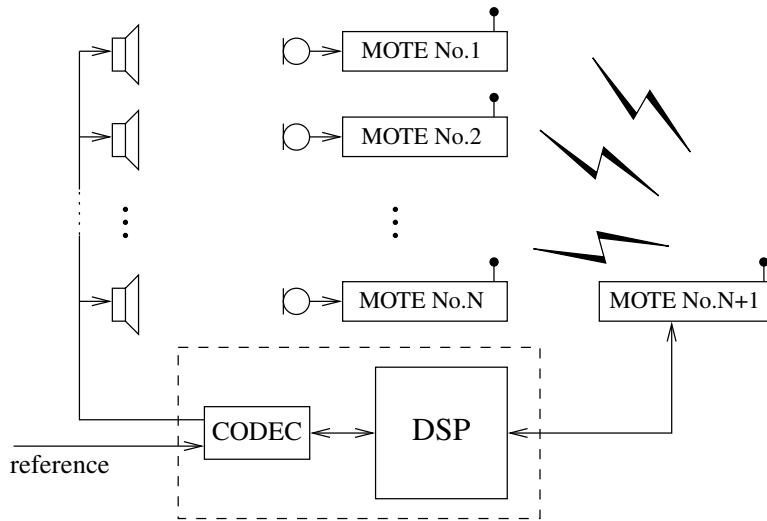 MOTE No.1
MOTE No.2
MOTE No.N
MOTE No.N+1
CODEC
DSP
reference